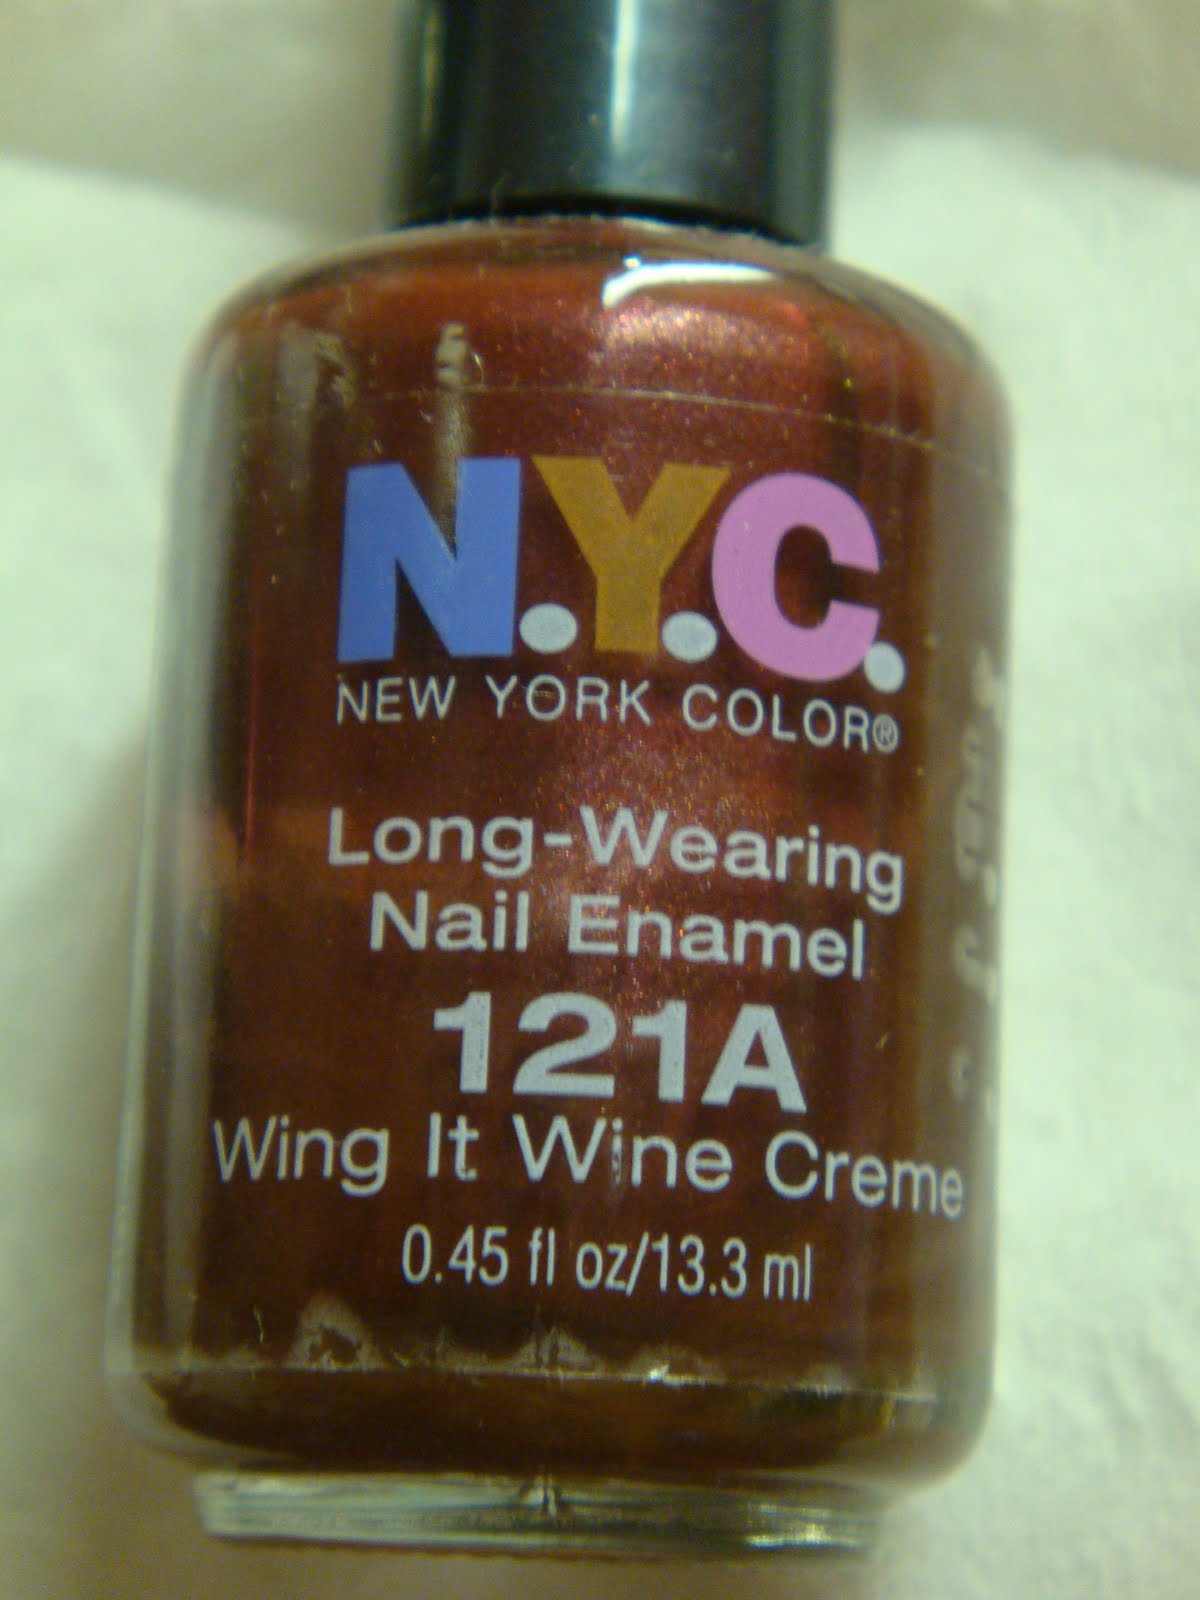 N.Y.C.
NEW YORK COLOR®
Long-Wearing
Nail Enamel
121A
Wing It Wine Creme
0.45 fl oz/13.3 ml